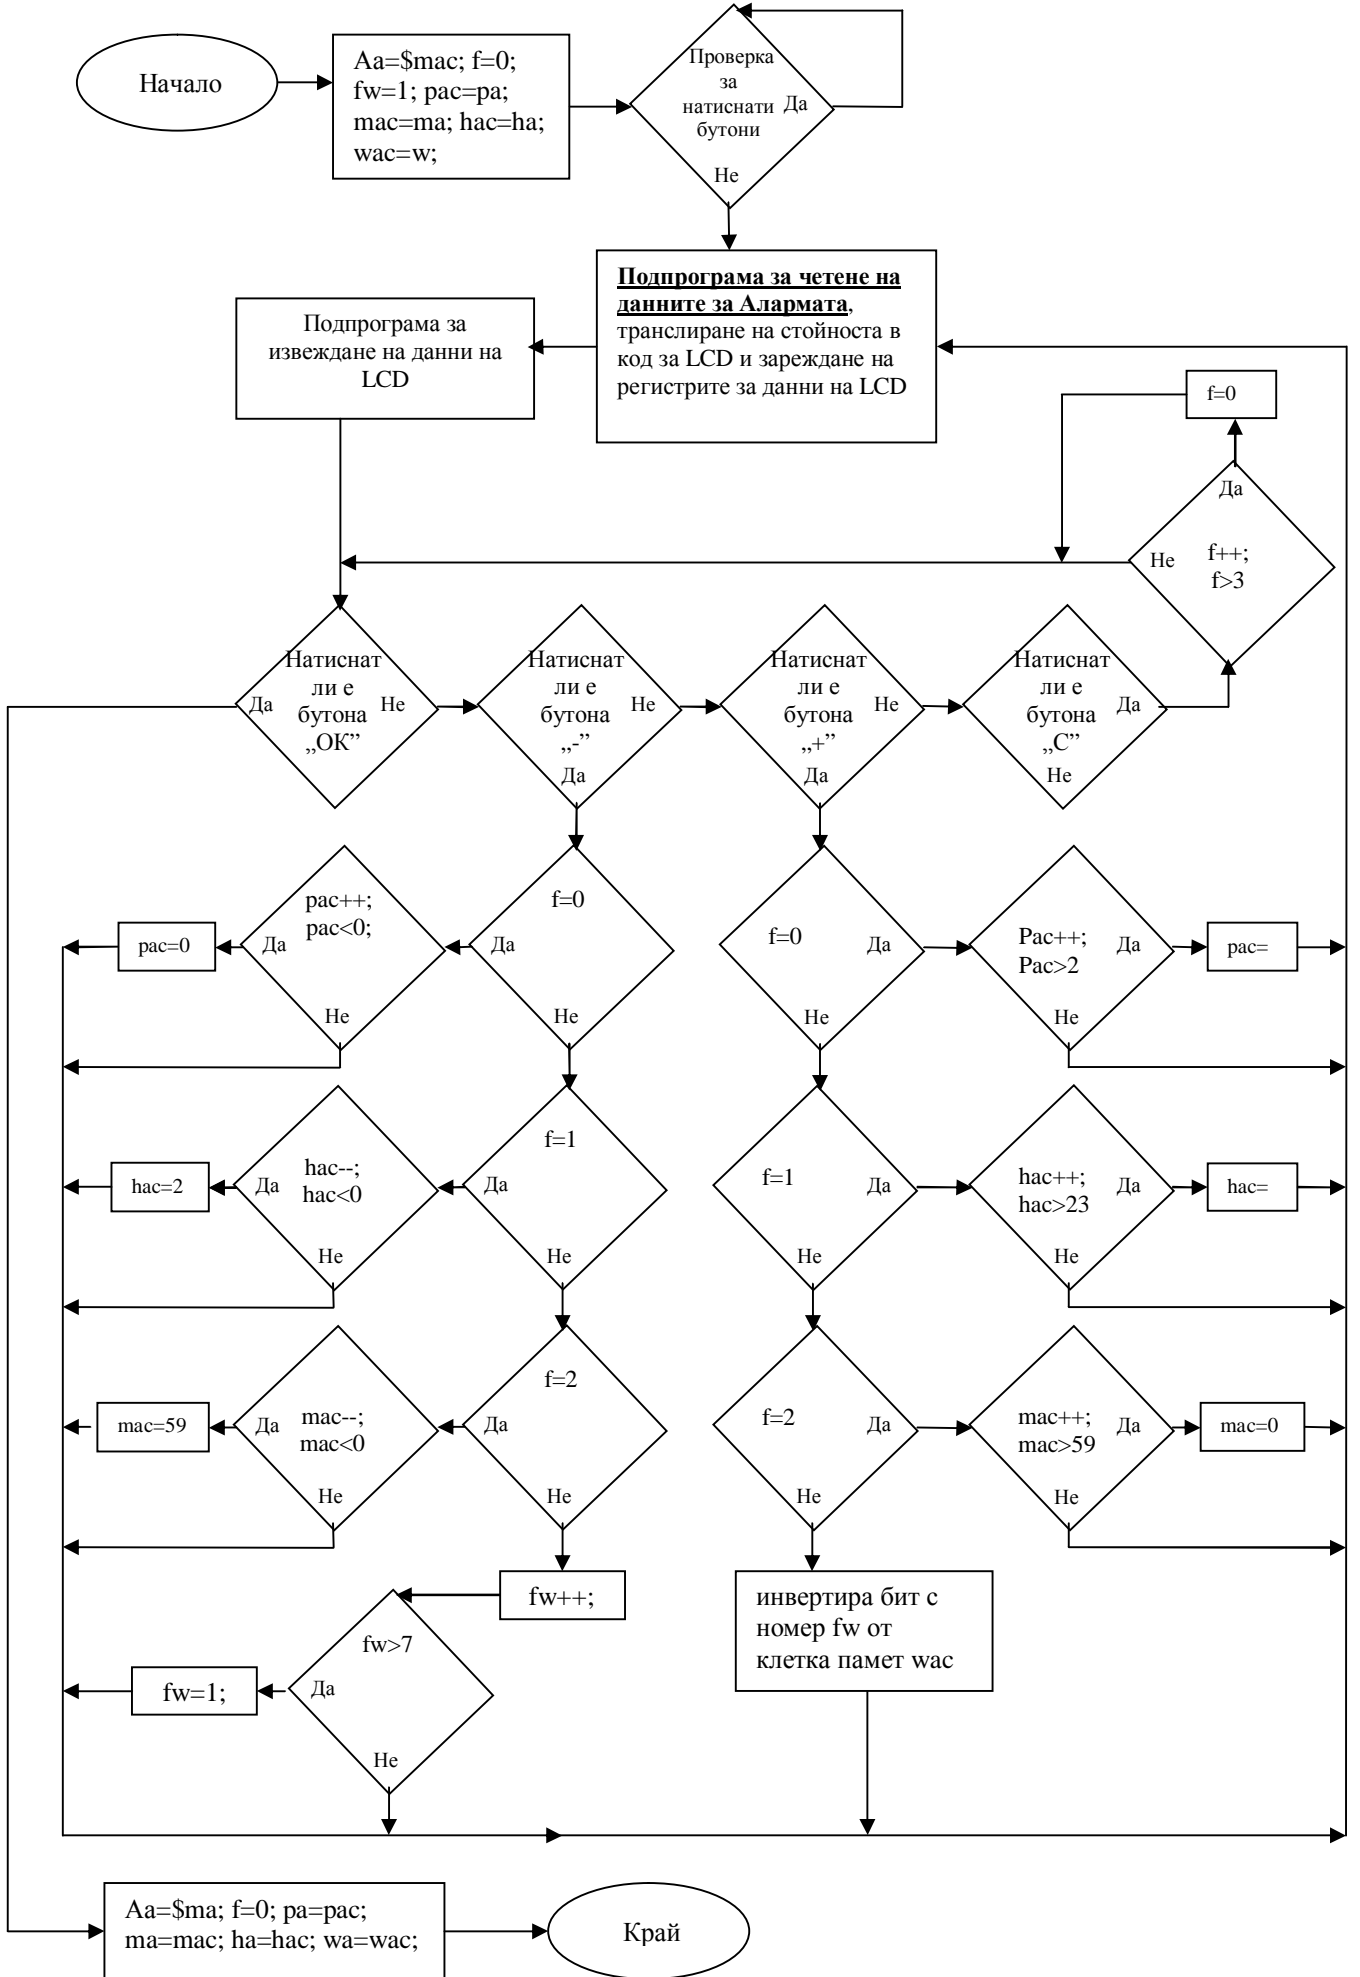 Начало
Aa=$mac; f=0;
fw=1; pac=pa;
mac=ma; hac=ha;
wac=w;
Проверка
за
натиснати
бутони
Да
Не
Подпрограма за четене на
данните за Алармата,
транслиране на стойноста в
код за LCD и зареждане на
регистрите за данни на LCD
Подпрограма за
извеждане на данни на
LCD
f=0
Да
Не
f++;
f>3
Натиснат
ли е
бутона
„ОК”
Да
Не
Натиснат
ли е
бутона
„-”
Не
Да
Натиснат
ли е
бутона
„+”
Не
Да
Натиснат
ли е
бутона
„С”
Да
Не
pac=0
Да
pac++;
pac<0;
Не
f=0
Да
Не
f=0
Да
Не
Pac++;
Pac>2
Да
Не
pac=
hac=2
Да
hac--;
hac<0
Не
f=1
Да
Не
f=1
Да
Не
hac++;
hac>23
Да
Не
hac=
mac=59
Да
mac--;
mac<0
Не
f=2
Да
Не
f=2
Да
Не
mac++;
mac>59
Да
Не
mac=0
fw++;
fw>7
Да
Не
fw=1;
инвертира бит с
номер fw от
клетка памет wac
Aa=$ma; f=0; pa=pac;
ma=mac; ha=hac; wa=wac;
Край